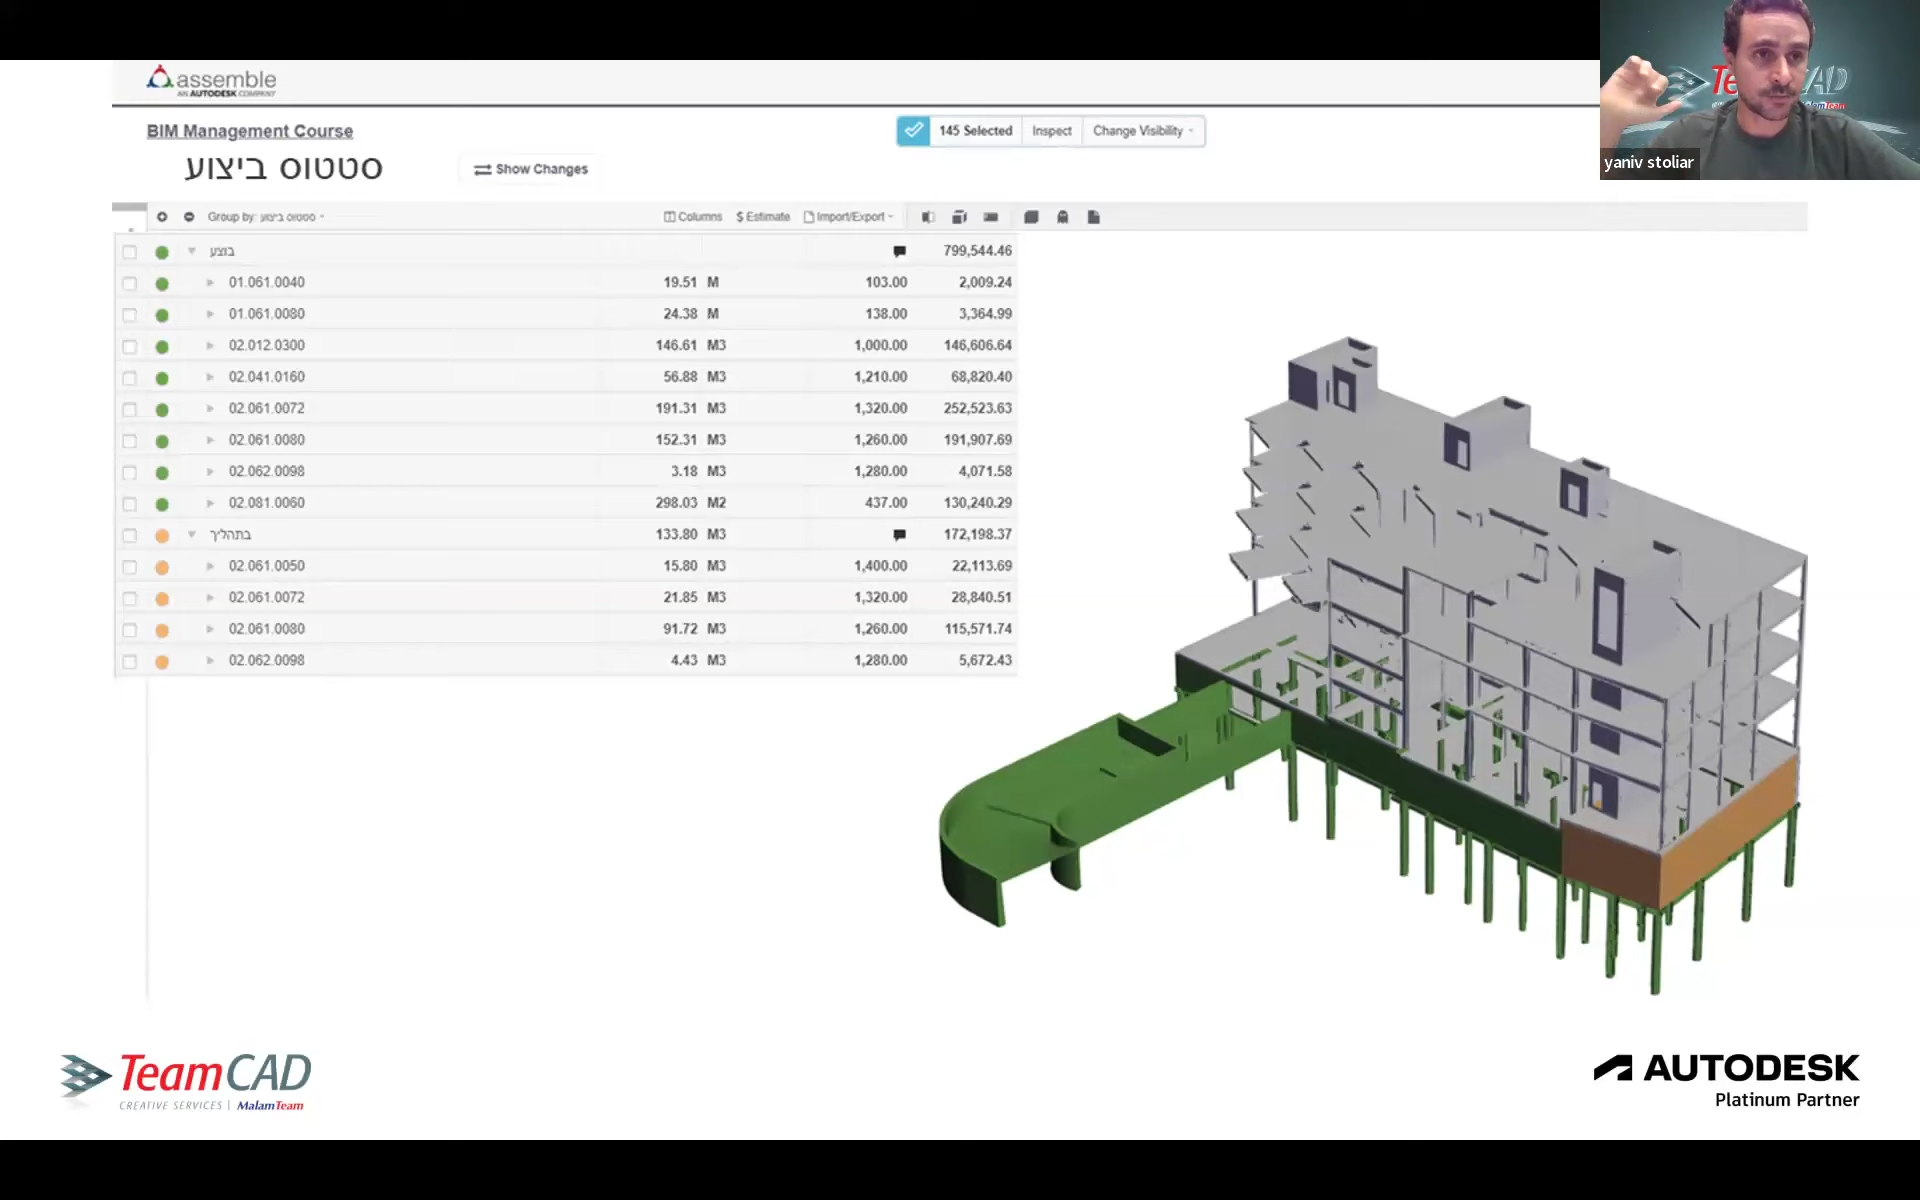 assemble
AN AUTODESK COMPANY
BIM Management Course
סטטוס ביצוע
Show Changes
145 Selected Inspect Change Visibility
TeamCAD
MalamTeam
yaniv stoliar
Group by: סטטוס ביצוע Columns $ Estimate Import/Export
בוצע 799,544.46
01.061.0040 19.51 M 103.00 2,009.24
01.061.0080 24.38 M 138.00 3,364.99
02.012.0300 146.61 M3 1,000.00 146,606.64
02.041.0160 56.88 M3 1,210.00 68,820.40
02.061.0072 191.31 M3 1,320.00 252,523.63
02.061.0080 152.31 M3 1,260.00 191,907.69
02.062.0098 3.18 M3 1,280.00 4,071.58
02.081.0060 298.03 M2 437.00 130,240.29
בתהליך 133.80 M3 172,198.37
02.061.0050 15.80 M3 1,400.00 22,113.69
02.061.0072 21.85 M3 1,320.00 28,840.51
02.061.0080 91.72 M3 1,260.00 115,571.74
02.062.0098 4.43 M3 1,280.00 5,672.43
TeamCAD
CREATIVE SERVICES | MalamTeam
AUTODESK
Platinum Partner